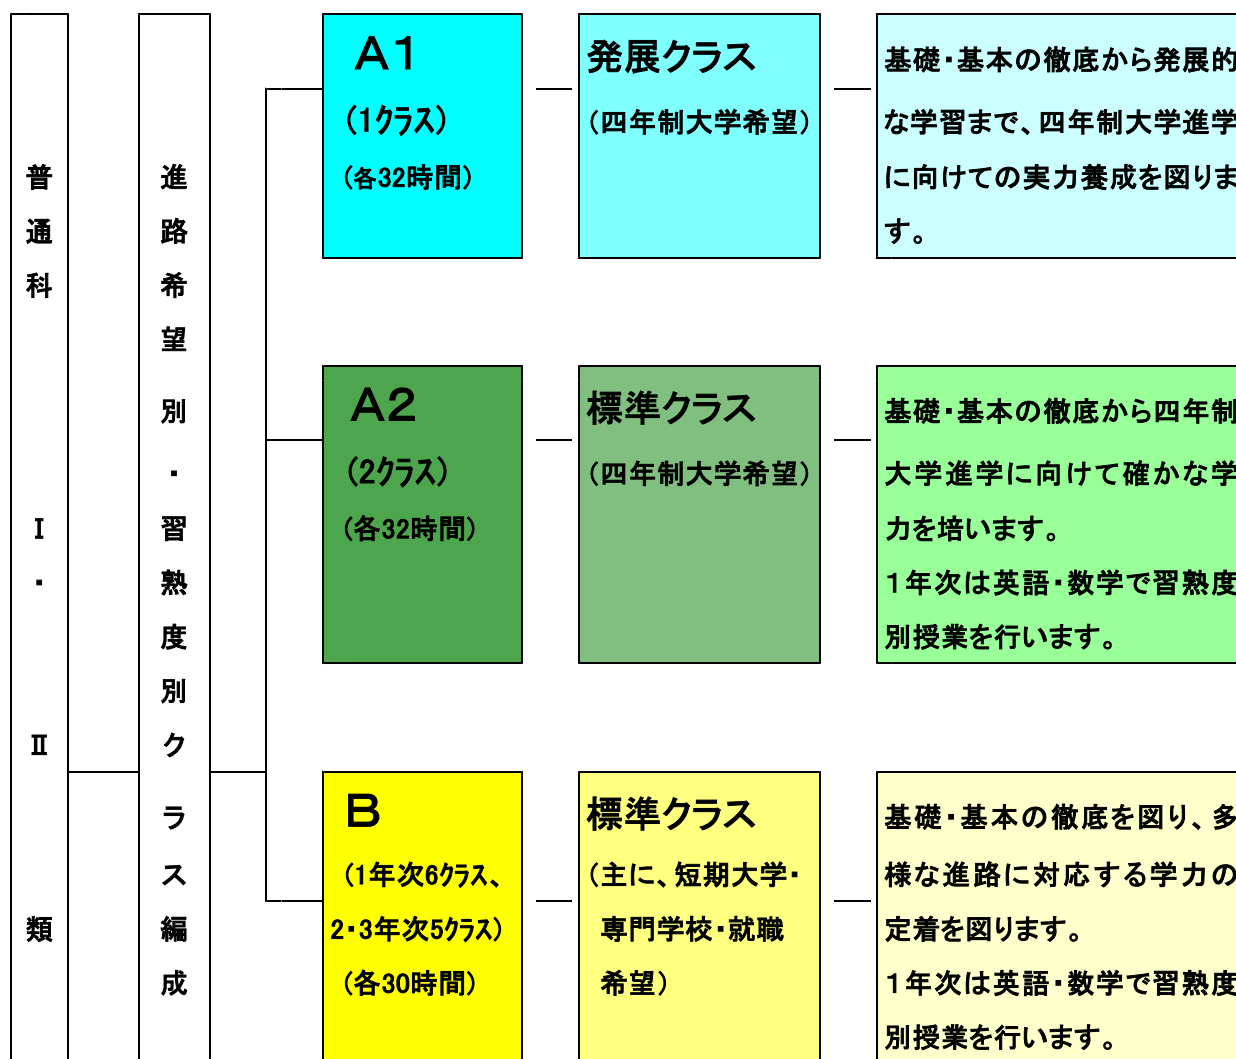 普通科 Ⅰ・Ⅱ 類
進路希望別・習熟度別クラス編成
A1
(1クラス)
(各32時間)
発展クラス
(四年制大学希望)
基礎・基本の徹底から発展的
な学習まで、四年制大学進学
に向けての実力養成を図りま
す。
A2
(2クラス)
(各32時間)
標準クラス
(四年制大学希望)
基礎・基本の徹底から四年制
大学進学に向けて確かな学
力を培います。
1年次は英語・数学で習熟度
別授業を行います。
B
(1年次6クラス、
2・3年次5クラス)
(各30時間)
標準クラス
(主に、短期大学・
専門学校・就職
希望)
基礎・基本の徹底を図り、多
様な進路に対応する学力の
定着を図ります。
1年次は英語・数学で習熟度
別授業を行います。